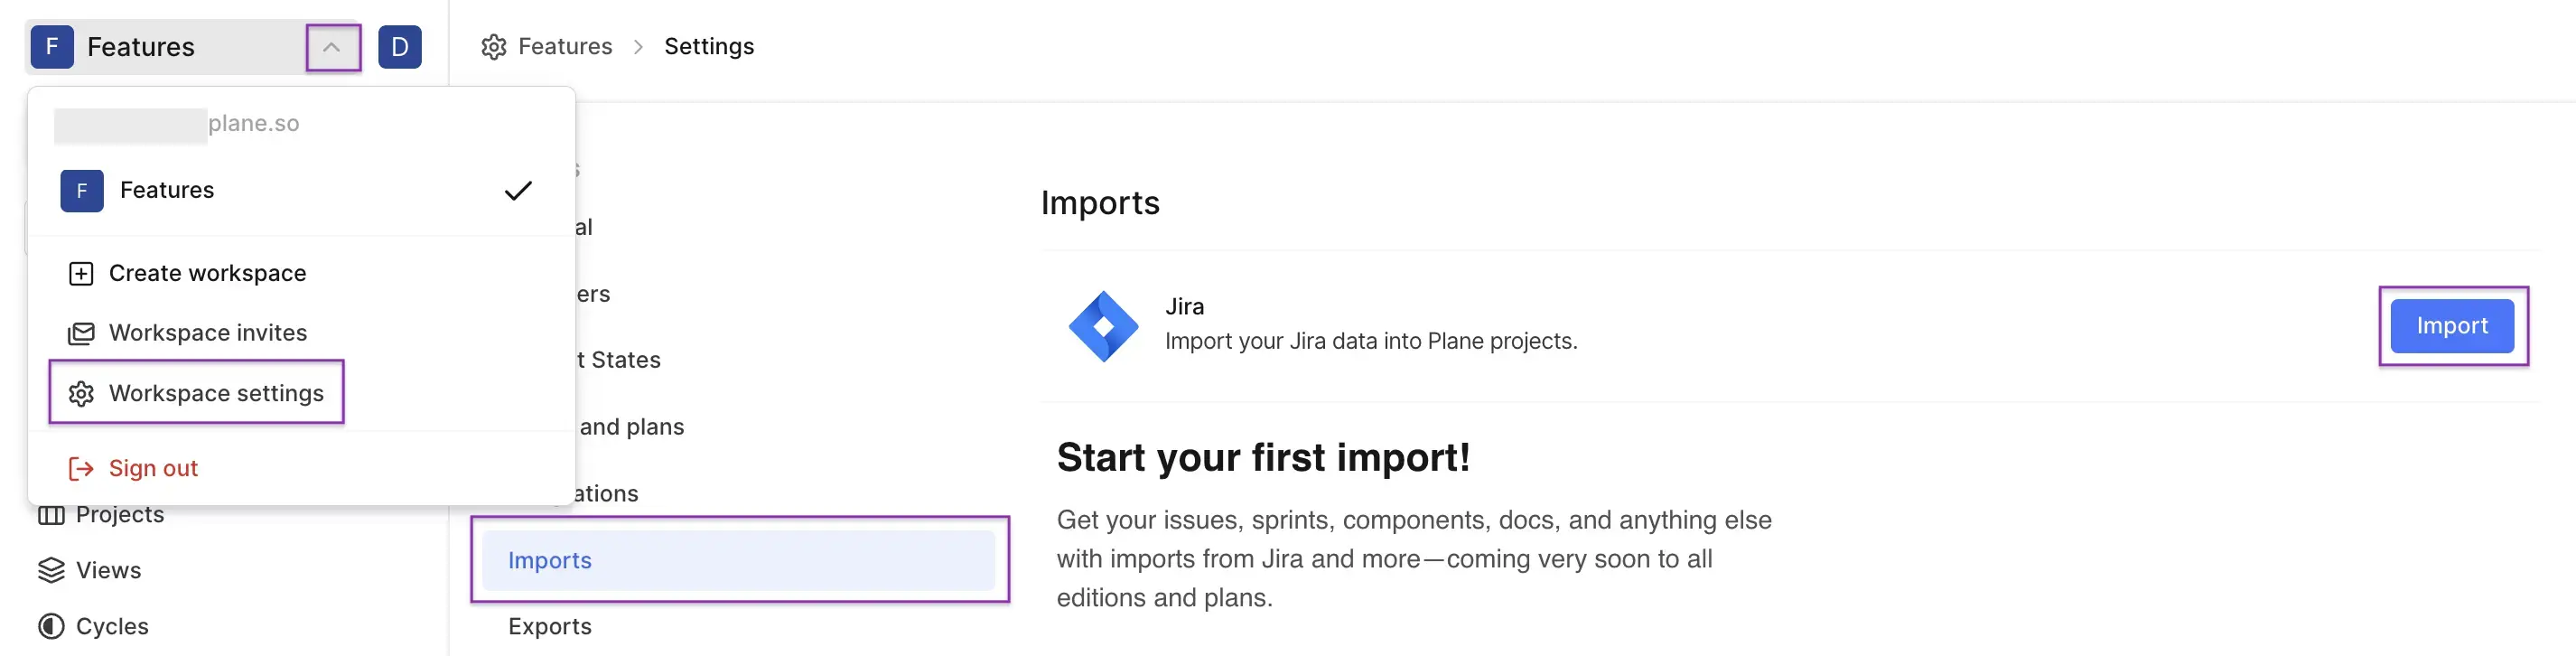 F Features D
Features > Settings
plane.so
F Features
Create workspace
Workspace invites
Workspace settings
Sign out
Projects
Views
Cycles
t States
and plans
Imports
Exports
Imports
Jira
Import your Jira data into Plane projects.
Import
Start your first import!
Get your issues, sprints, components, docs, and anything else
with imports from Jira and more—coming very soon to all
editions and plans.